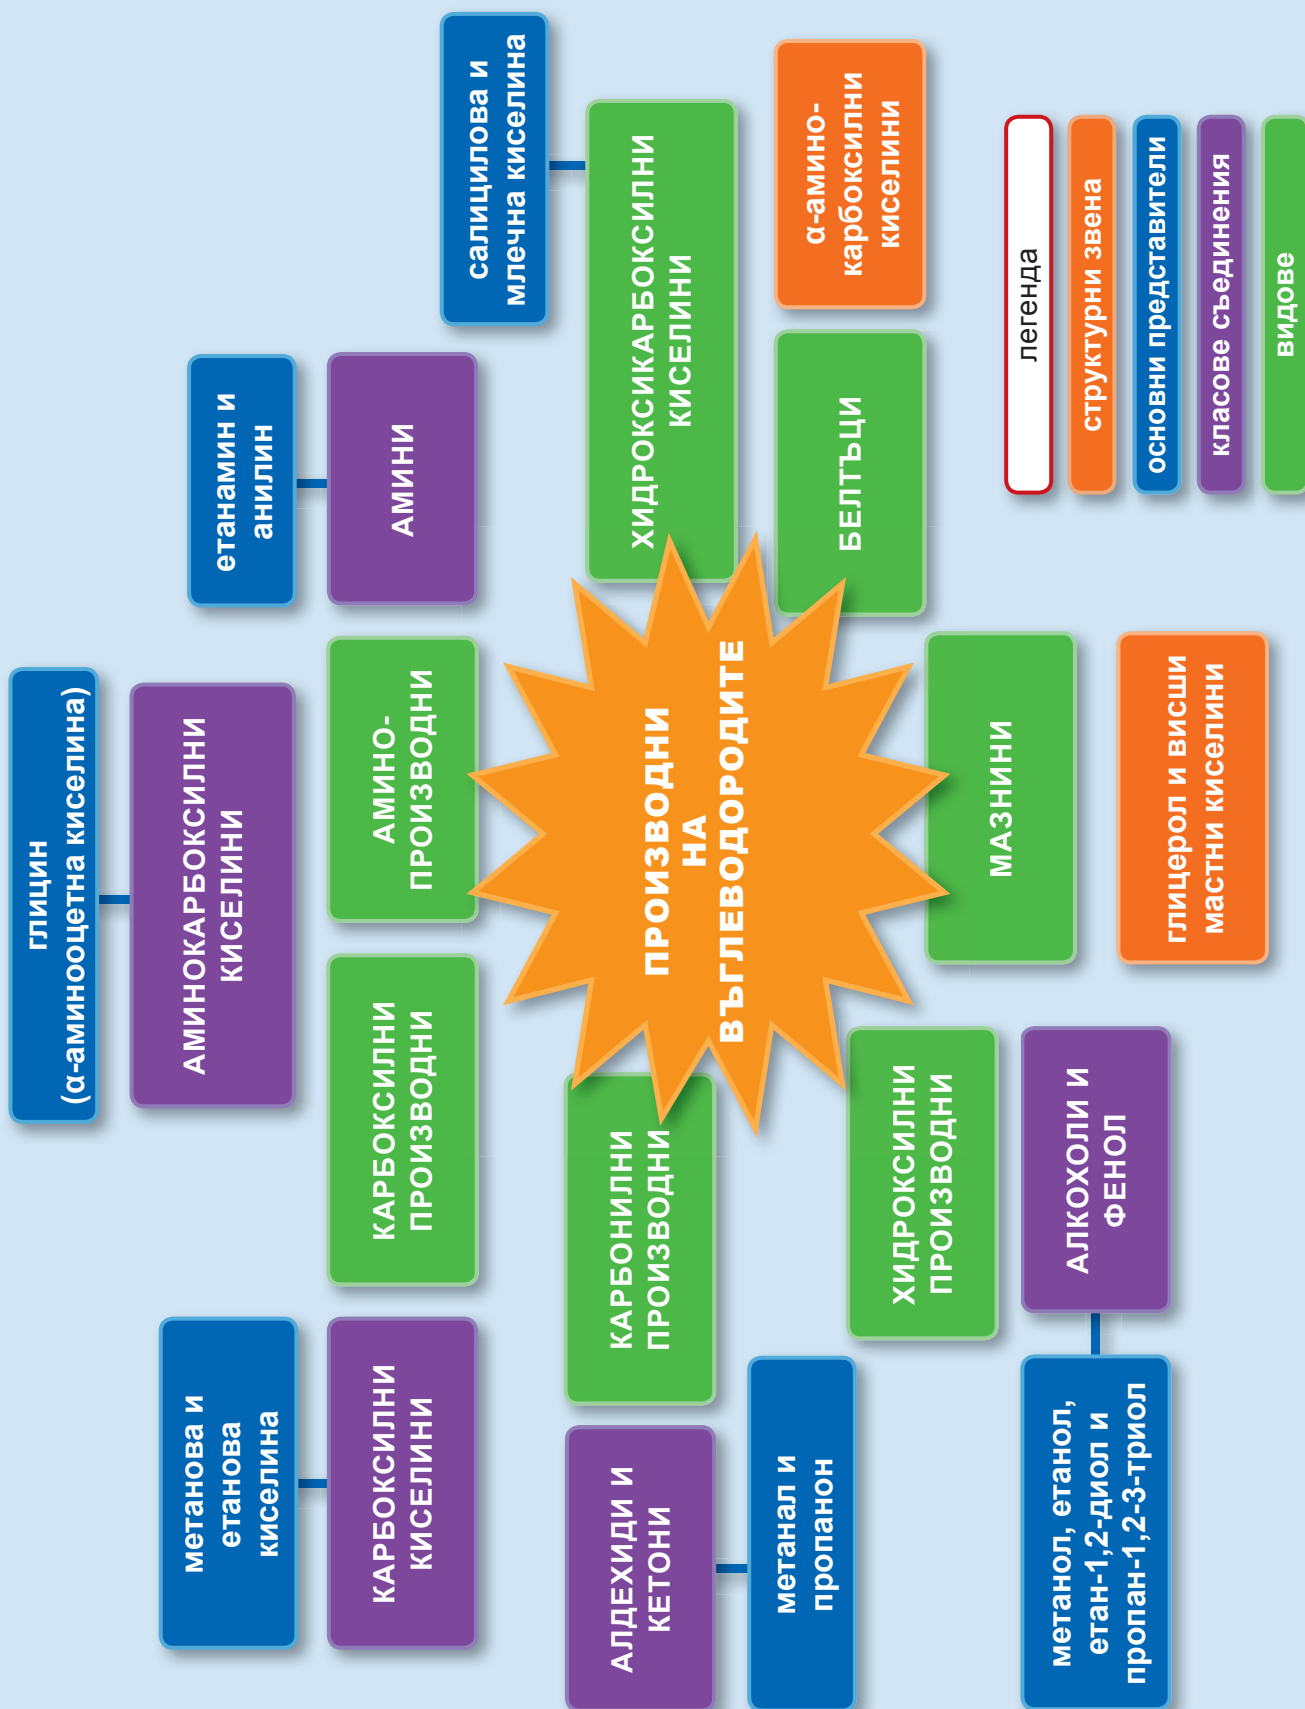 глицин
(α-аминооцетна киселина)
АМИНОКАРБОКСИЛНИ
КИСЕЛИНИ
метанова и
етанова
киселина
КАРБОКСИЛНИ
КИСЕЛИНИ
КАРБОКСИЛНИ
ПРОИЗВОДНИ
АМИНО-
ПРОИЗВОДНИ
етанамин и
анилин
АМИНИ
салицилова и
млечна киселина
ХИДРОКСИКАРБОКСИЛНИ
КИСЕЛИНИ
АЛДЕХИДИ И
КЕТОНИ
КАРБОНИЛНИ
ПРОИЗВОДНИ
ПРОИЗВОДНИ
НА
ВЪГЛЕВОДОРОДИТЕ
метанал и
пропанон
БЕЛТЪЦИ
α-амино-
карбоксилни
киселини
ХИДРОКСИЛНИ
ПРОИЗВОДНИ
МАЗНИНИ
метанол, етанол,
етан-1,2-диол и
пропан-1,2-3-триол
АЛКОХОЛИ И
ФЕНОЛ
глицерол и висши
мастни киселини
легенда
структурни звена
основни представители
класове съединения
видове